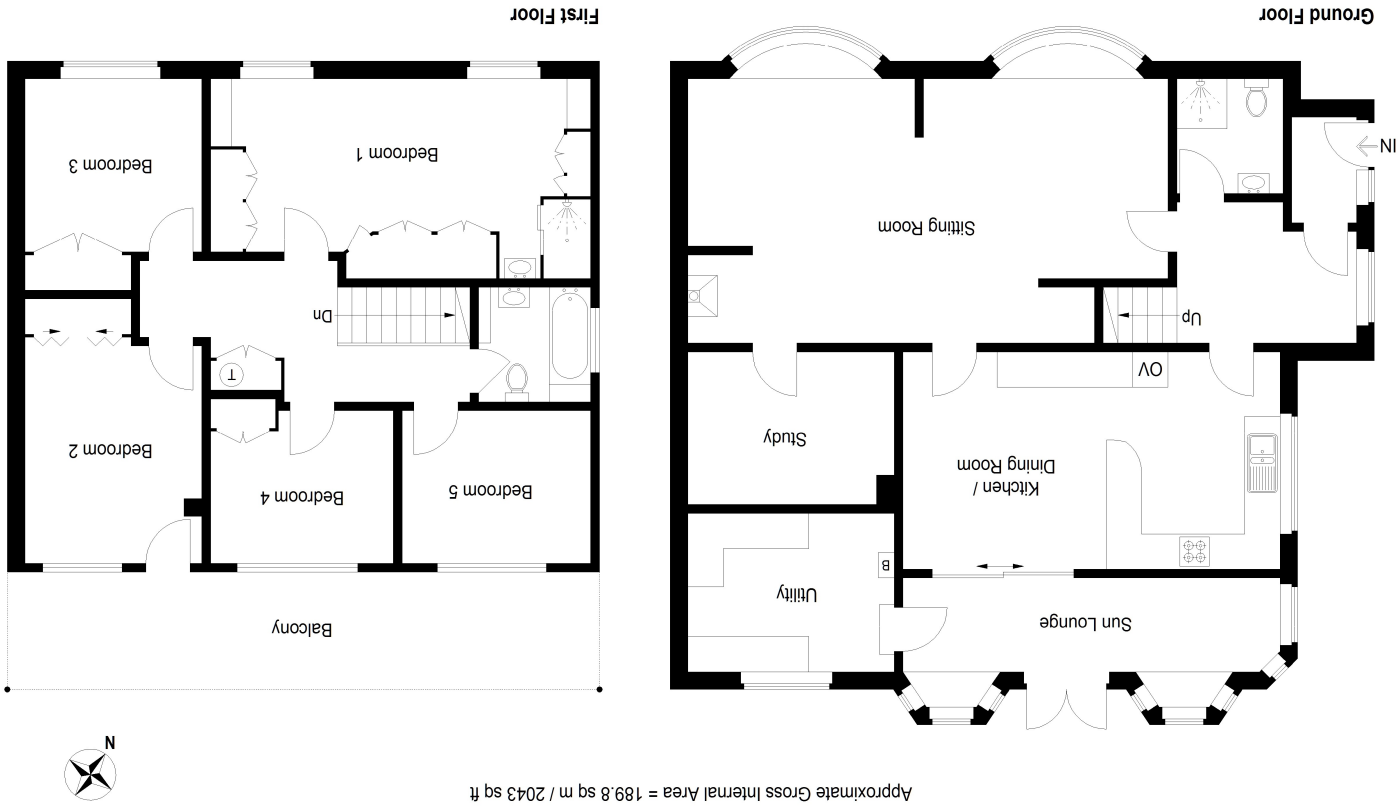 Approximate Gross Internal Area = 189.8 sq m / 2043 sq ft
N
Sun Lounge
Utility
B
Kitchen /
Dining Room
Study
OV
Up
Sitting Room
IN
Ground Floor
Balcony
Bedroom 5
Bedroom 4
Bedroom 2
T
Dn
Bedroom 1
Bedroom 3
First Floor